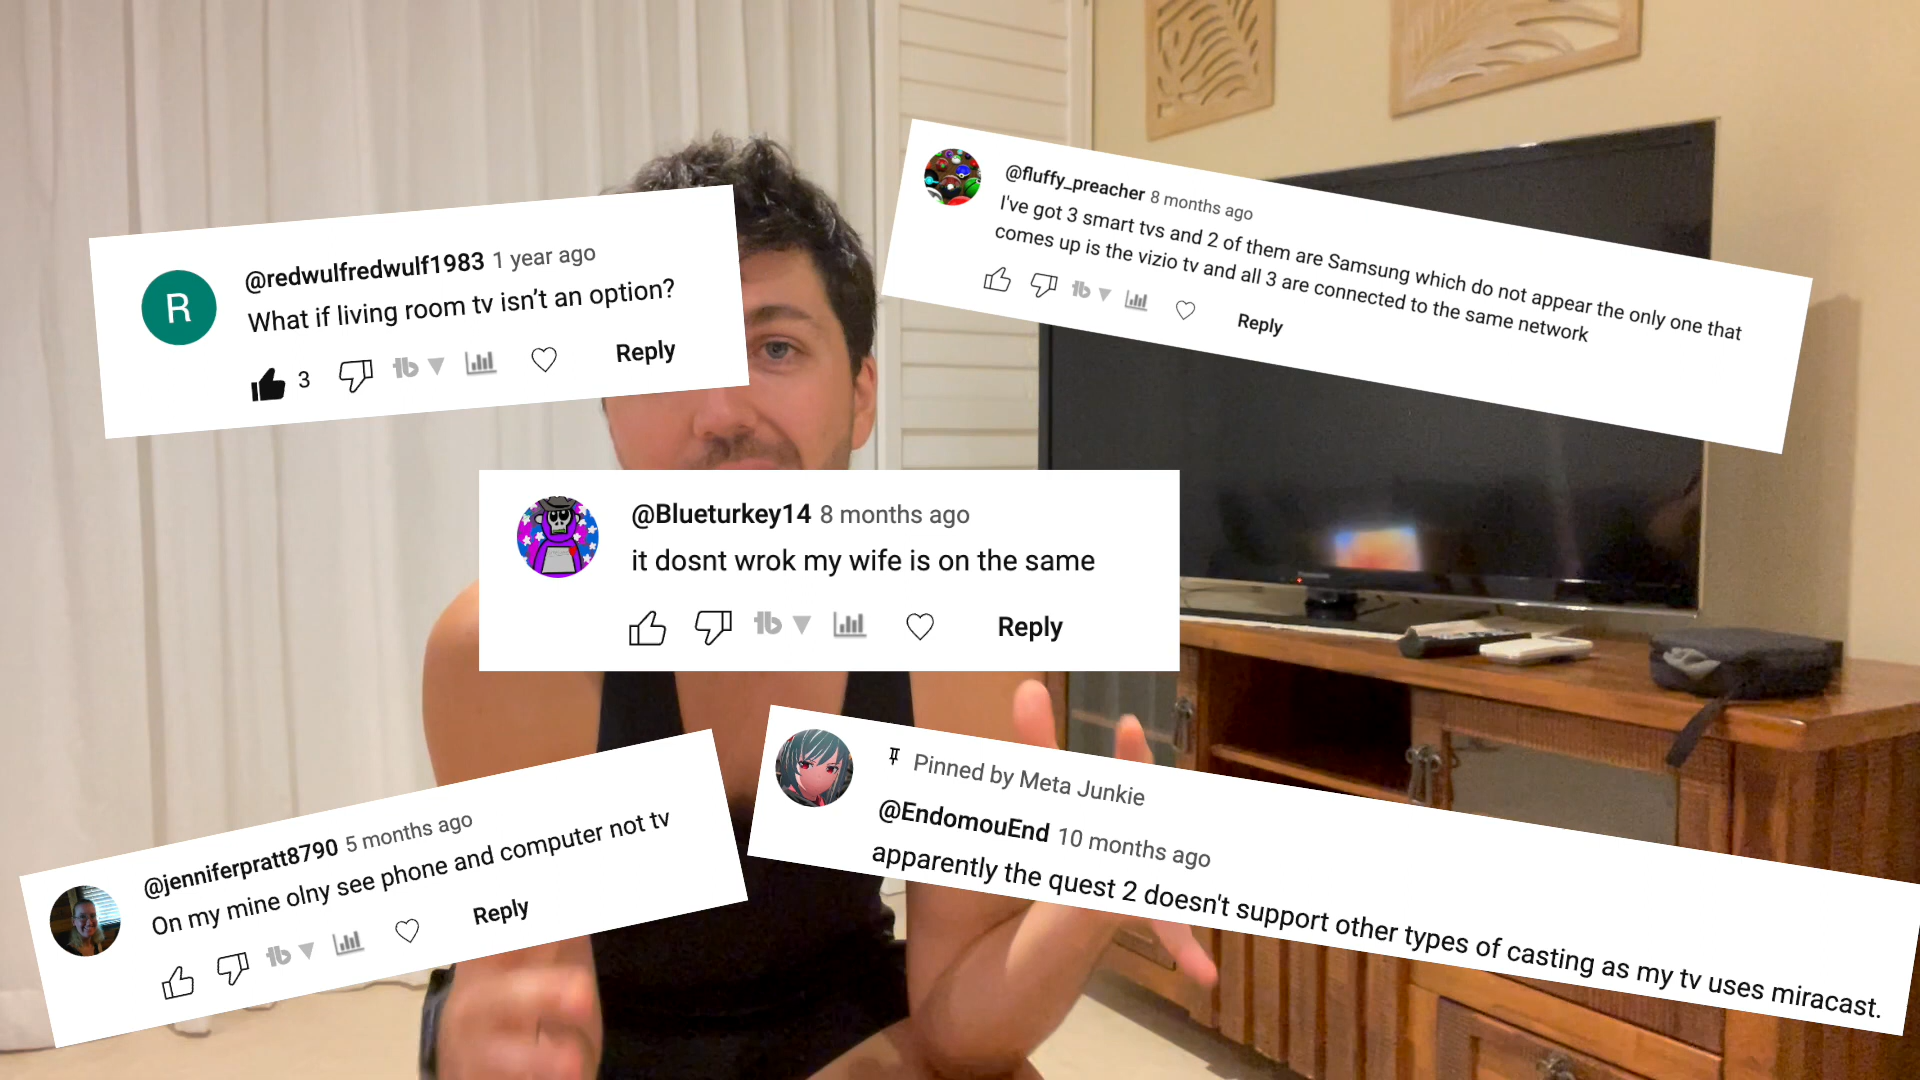 @redwulfredwulf1983 1 year ago
What if living room tv isn’t an option?
R
3
Reply
@fluffy_preacher 8 months ago
I've got 3 smart tvs and 2 of them are Samsung which do not appear the only one that
comes up is the vizio tv and all 3 are connected to the same network
tb
Reply
@Blueturkey14 8 months ago
it dosnt wrok my wife is on the same
tb
Reply
@jenniferpratt8790 5 months ago
On my mine olny see phone and computer not tv
tb
Reply
Pinned by Meta Junkie
@EndomouEnd 10 months ago
apparently the quest 2 doesn't support other types of casting as my tv uses miracast.